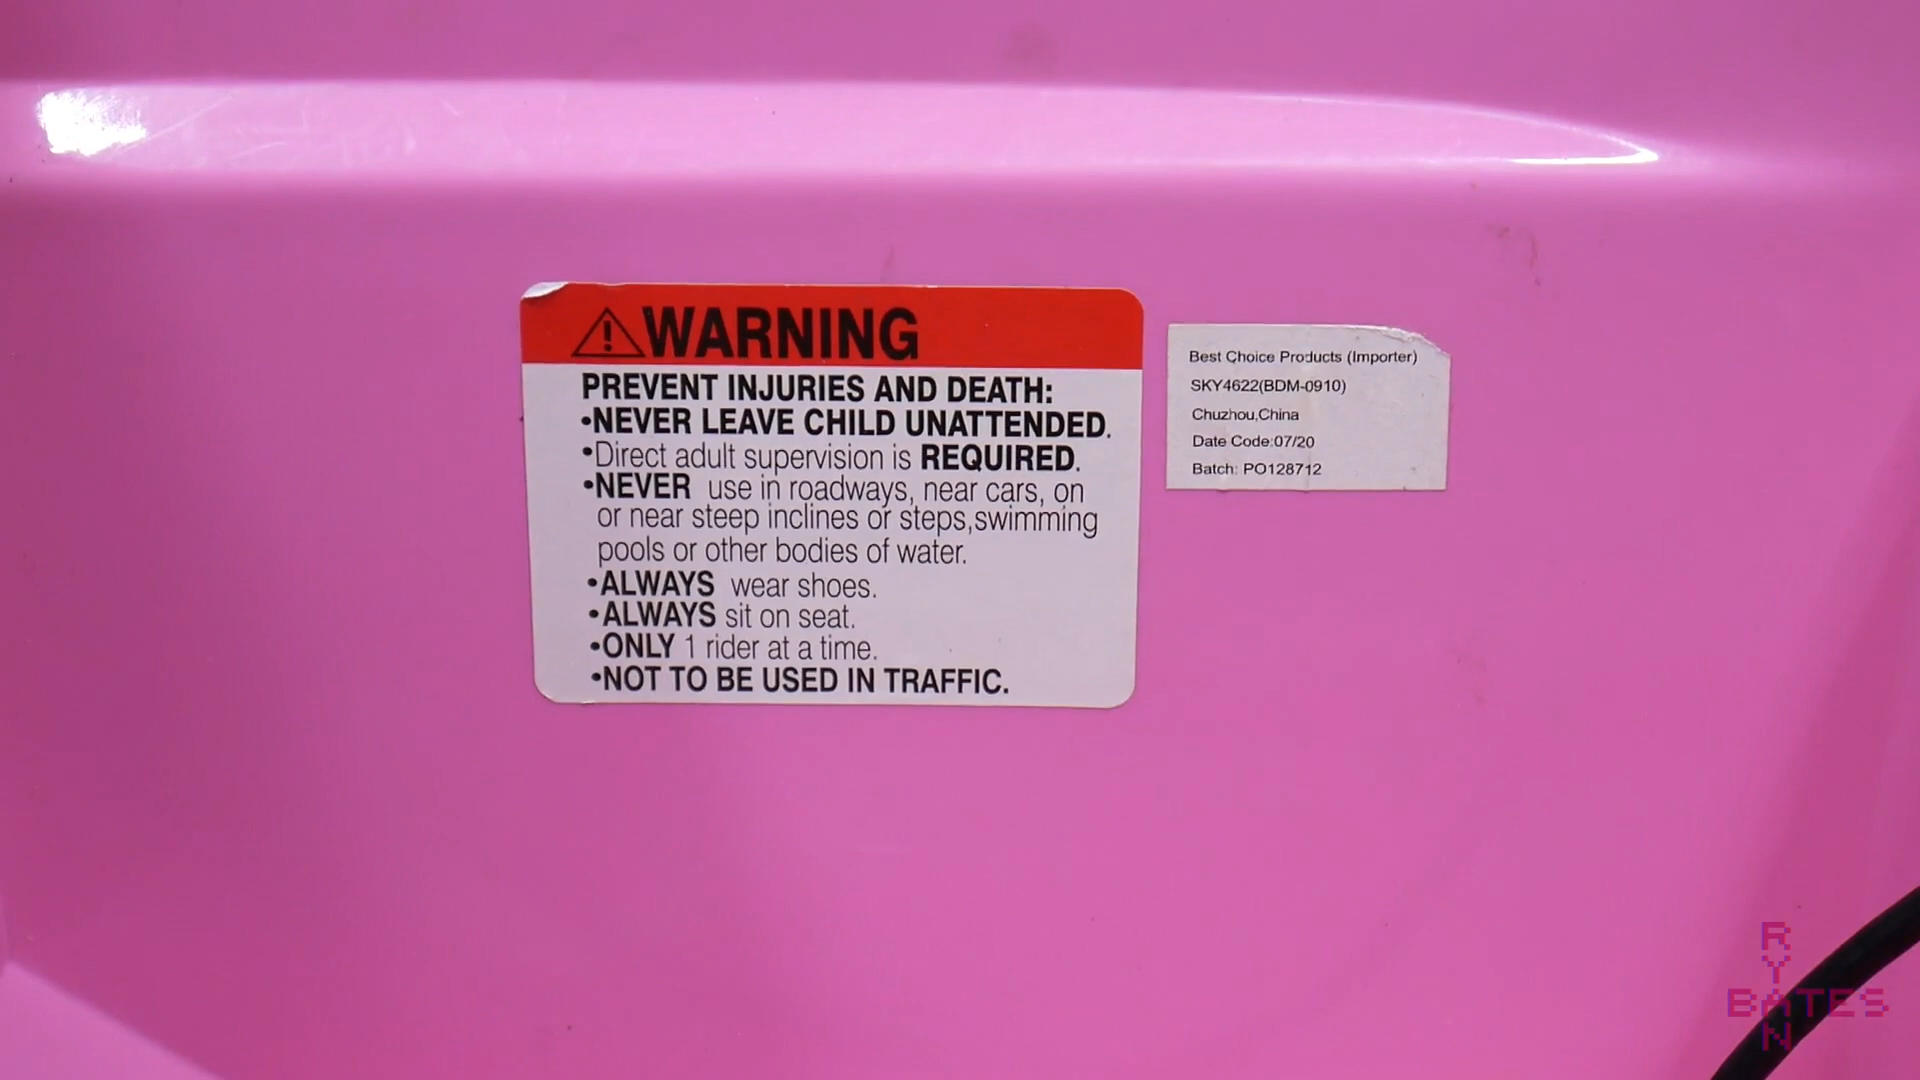 ⚠WARNING
PREVENT INJURIES AND DEATH:
•NEVER LEAVE CHILD UNATTENDED.
•Direct adult supervision is REQUIRED.
•NEVER use in roadways, near cars, on
or near steep inclines or steps,swimming
pools or other bodies of water.
•ALWAYS wear shoes.
•ALWAYS sit on seat.
•ONLY 1 rider at a time.
•NOT TO BE USED IN TRAFFIC.
Best Choice Products (Importer)
SKY4622(BDM-0910)
Chuzhou,China
Date Code:07/20
Batch: PO128712
RYAN
BATES